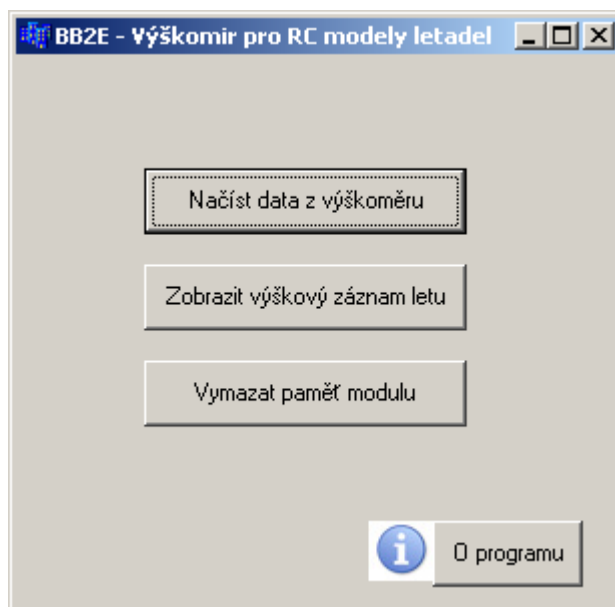 BB2E - Výškomir pro RC modely letadel
Načíst data z výškoměru
Zobrazit výškový záznam letu
Vymazat paměť modulu
O programu